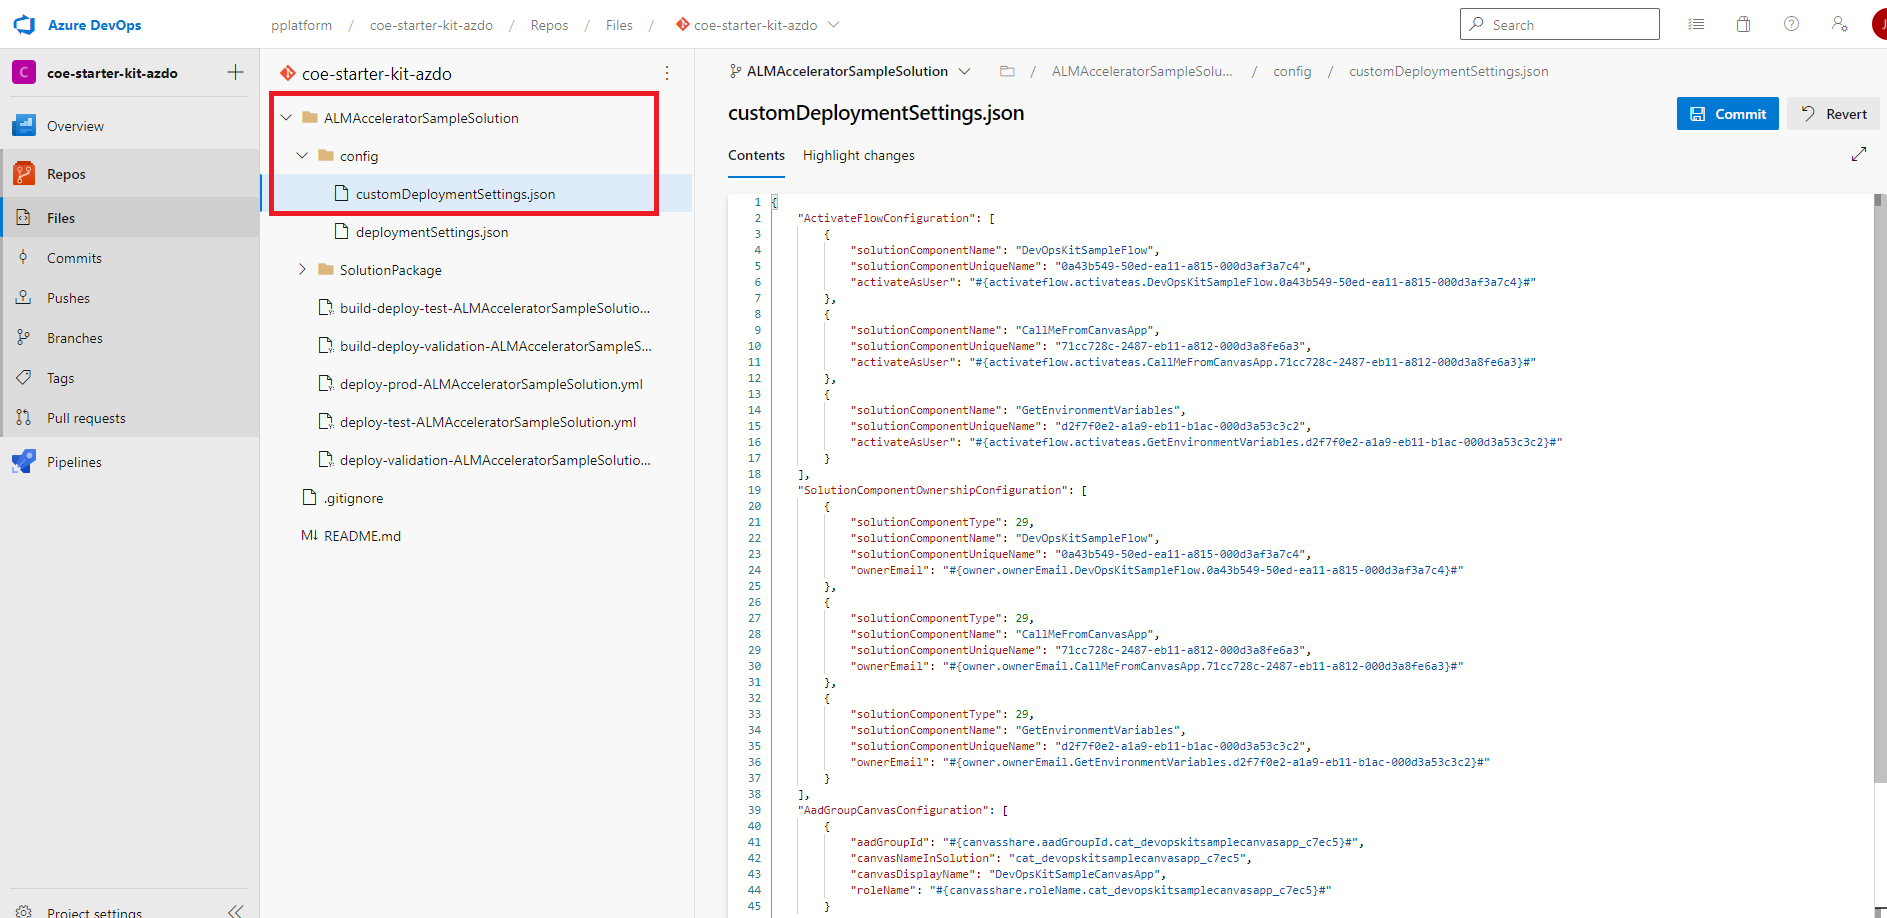 Azure DevOps
pplatform / coe-starter-kit-azdo / Repos / Files / coe-starter-kit-azdo
Search
J
C coe-starter-kit-azdo
Overview
Repos
Files
Commits
Pushes
Branches
Tags
Pull requests
Pipelines
Project settings
coe-starter-kit-azdo
ALMAcceleratorSampleSolution
config
customDeploymentSettings.json
deploymentSettings.json
SolutionPackage
build-deploy-test-ALMAcceleratorSampleSolutio...
build-deploy-validation-ALMAcceleratorSampleS...
deploy-prod-ALMAcceleratorSampleSolution.yml
deploy-test-ALMAcceleratorSampleSolution.yml
deploy-validation-ALMAcceleratorSampleSolutio...
.gitignore
M↓ README.md
ALMAcceleratorSampleSolution / ALMAcceleratorSampleSolu... / config / customDeploymentSettings.json
customDeploymentSettings.json
Commit
Revert
Contents Highlight changes
1 {
2 "ActivateFlowConfiguration": [
3 {
4 "solutionComponentName": "DevOpsKitSampleFlow",
5 "solutionComponentUniqueName": "0a43b549-50ed-ea11-a815-000d3af3a7c4",
6 "activateAsUser": "#{activateflow.activateas.DevOpsKitSampleFlow.0a43b549-50ed-ea11-a815-000d3af3a7c4}#"
7 },
8 {
9 "solutionComponentName": "CallMeFromCanvasApp",
10 "solutionComponentUniqueName": "71cc728c-2487-eb11-a812-000d3a8fe6a3",
11 "activateAsUser": "#{activateflow.activateas.CallMeFromCanvasApp.71cc728c-2487-eb11-a812-000d3a8fe6a3}#"
12 },
13 {
14 "solutionComponentName": "GetEnvironmentVariables",
15 "solutionComponentUniqueName": "d2f7f0e2-a1a9-eb11-b1ac-000d3a53c3c2",
16 "activateAsUser": "#{activateflow.activateas.GetEnvironmentVariables.d2f7f0e2-a1a9-eb11-b1ac-000d3a53c3c2}#"
17 }
18 ],
19 "SolutionComponentOwnershipConfiguration": [
20 {
21 "solutionComponentType": 29,
22 "solutionComponentName": "DevOpsKitSampleFlow",
23 "solutionComponentUniqueName": "0a43b549-50ed-ea11-a815-000d3af3a7c4",
24 "ownerEmail": "#{owner.ownerEmail.DevOpsKitSampleFlow.0a43b549-50ed-ea11-a815-000d3af3a7c4}#"
25 },
26 {
27 "solutionComponentType": 29,
28 "solutionComponentName": "CallMeFromCanvasApp",
29 "solutionComponentUniqueName": "71cc728c-2487-eb11-a812-000d3a8fe6a3",
30 "ownerEmail": "#{owner.ownerEmail.CallMeFromCanvasApp.71cc728c-2487-eb11-a812-000d3a8fe6a3}#"
31 },
32 {
33 "solutionComponentType": 29,
34 "solutionComponentName": "GetEnvironmentVariables",
35 "solutionComponentUniqueName": "d2f7f0e2-a1a9-eb11-b1ac-000d3a53c3c2",
36 "ownerEmail": "#{owner.ownerEmail.GetEnvironmentVariables.d2f7f0e2-a1a9-eb11-b1ac-000d3a53c3c2}#"
37 }
38 ],
39 "AadGroupCanvasConfiguration": [
40 {
41 "aadGroupId": "#{canvasshare.aadGroupId.cat_devopskitsamplecanvasapp_c7ec5}#",
42 "canvasNameInSolution": "cat_devopskitsamplecanvasapp_c7ec5",
43 "canvasDisplayName": "DevOpsKitSampleCanvasApp",
44 "roleName": "#{canvasshare.roleName.cat_devopskitsamplecanvasapp_c7ec5}#"
45 }